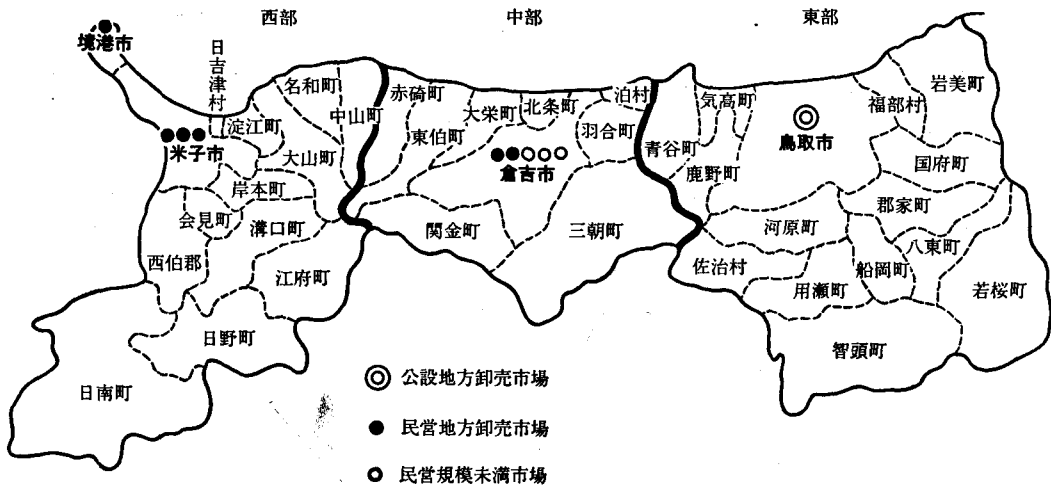 西部
中部
東部
境港市
日吉津村
名和町
中山町
淀江町
米子市
大山町
岸本町
会見町
溝口町
西伯郡
江府町
日野町
日南町
赤碕町
東伯町
大栄町
北条町
泊村
羽合町
倉吉市
関金町
三朝町
青谷町
気高町
鹿野町
鳥取市
福部村
岩美町
国府町
郡家町
河原町
八東町
船岡町
佐治村
用瀬町
若桜町
智頭町
公設地方卸売市場
民営地方卸売市場
民営規模未満市場